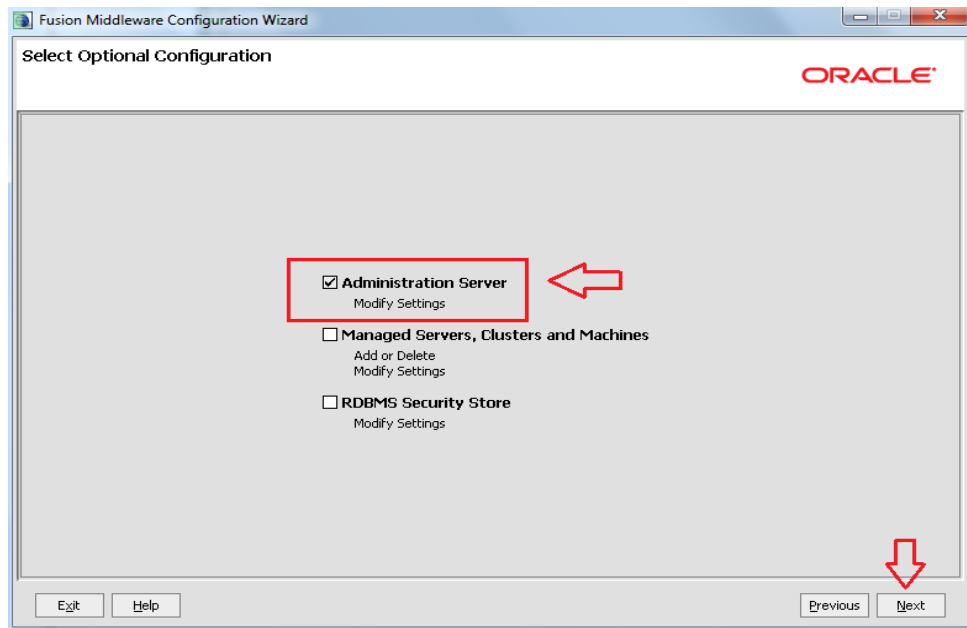 Fusion Middleware Configuration Wizard
Select Optional Configuration
ORACLE
Administration Server
Modify Settings
Managed Servers, Clusters and Machines
Add or Delete
Modify Settings
RDBMS Security Store
Modify Settings
Exit Help Previous Next